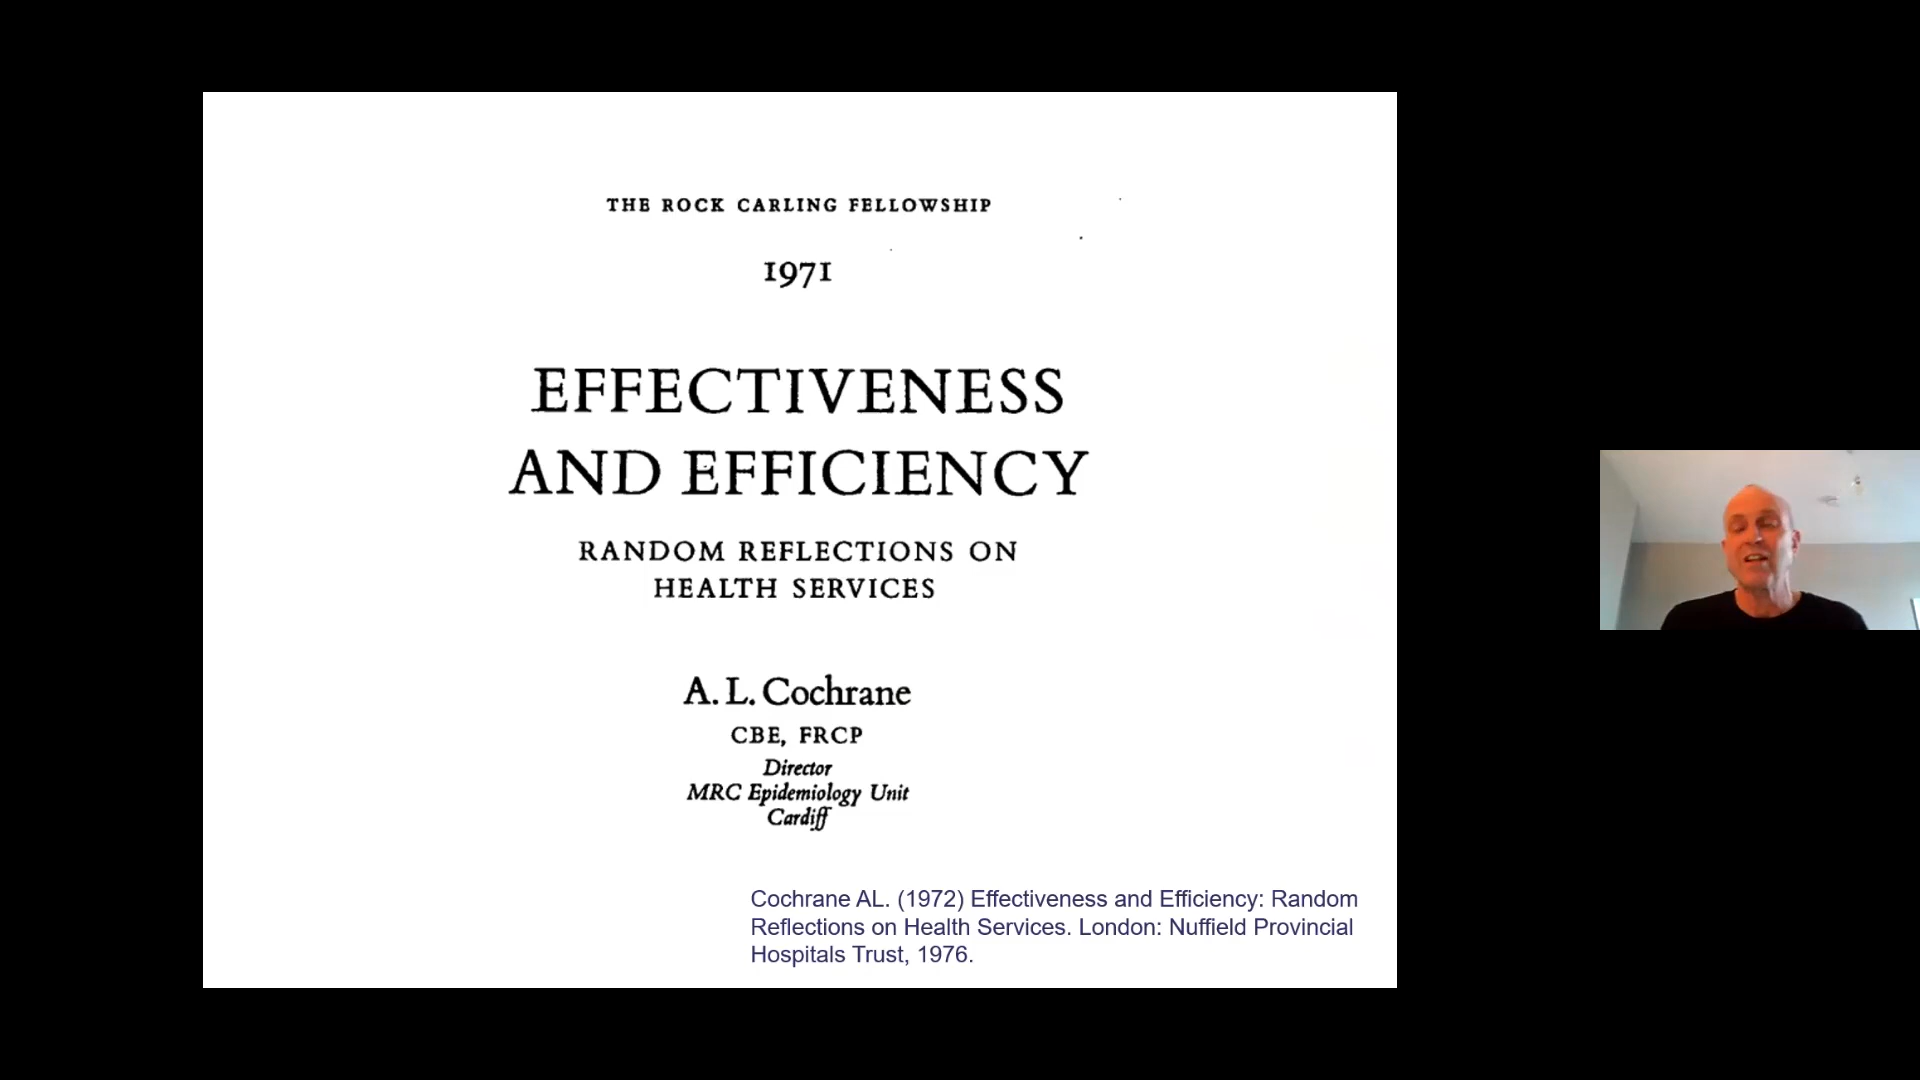 THE ROCK CARLING FELLOWSHIP
1971
EFFECTIVENESS
AND EFFICIENCY
RANDOM REFLECTIONS ON
HEALTH SERVICES
A. L. Cochrane
CBE, FRCP
Director
MRC Epidemiology Unit
Cardiff
Cochrane AL. (1972) Effectiveness and Efficiency: Random
Reflections on Health Services. London: Nuffield Provincial
Hospitals Trust, 1976.